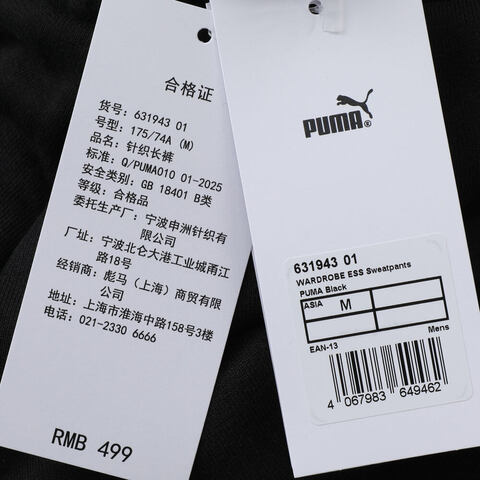 合格证
货号: 631943 01
号型: 175/74A (M)
品名: 针织长裤
标准: Q/PUMA010 01-2025
安全类别: GB 18401 B类
等级: 合格品
委托生产厂: 宁波申洲针织有
限公司
厂址: 宁波北仑大港工业城甬江
路18号
经销商: 彪马（上海）商贸有限
公司
地址: 上海市淮海中路158号3楼
电话: 021-2330 6666
RMB 499
PUMA®
631943 01
WARDROBE ESS Sweatpants
PUMA Black
ASIA M
EAN-13 Mens
4 067983 649462